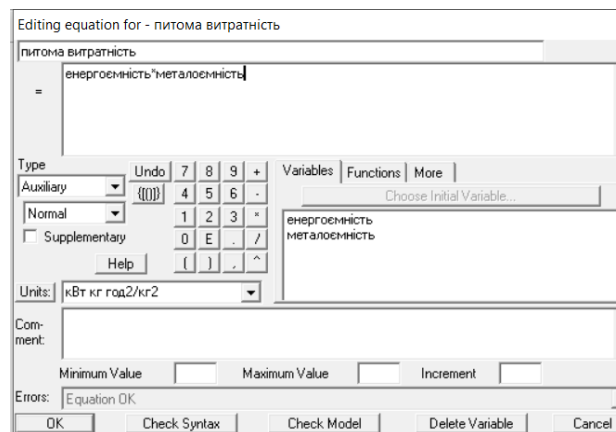 Editing equation for - питома витратність
питома витратність
= енергоємність*металоємність
Type Undo 7 8 9 + Variables Functions More
Auxiliary {[()]} 4 5 6 - Choose Initial Variable...
Normal 1 2 3 * енергоємність
Supplementary 0 E . / металоємність
Help ( ) , ^
Units: кВт кг год2/кг2
Com-
ment:
Minimum Value Maximum Value Increment
Errors: Equation OK
OK Check Syntax Check Model Delete Variable Cancel